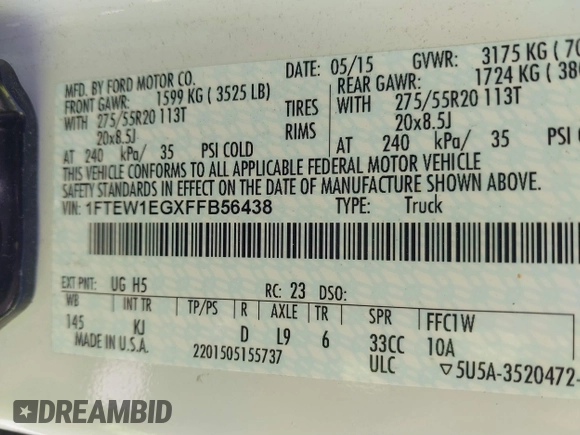 MFD. BY FORD MOTOR CO.
DATE: 05/15
GVWR: 3175 KG
FRONT GAWR: 1599 KG ( 3525 LB)
REAR GAWR: 1724 KG
WITH 275/55R20 113T TIRES WITH 275/55R20 113T
20x8.5J RIMS 20x8.5J
AT 240 kPa/ 35 PSI COLD AT 240 kPa/ 35 PSI COLD
THIS VEHICLE CONFORMS TO ALL APPLICABLE FEDERAL MOTOR VEHICLE
SAFETY STANDARDS IN EFFECT ON THE DATE OF MANUFACTURE SHOWN ABOVE.
VIN: 1FTEW1EGXFFB56438 TYPE: Truck
EXT PNT: UG H5 RC: 23 DSO:
WB INT TR TP/PS R AXLE TR SPR FFC1W
145 KJ D L9 6 33CC 10A
MADE IN U.S.A. 2201505155737 ULC ▽5U5A-3520472-
DREAMBID